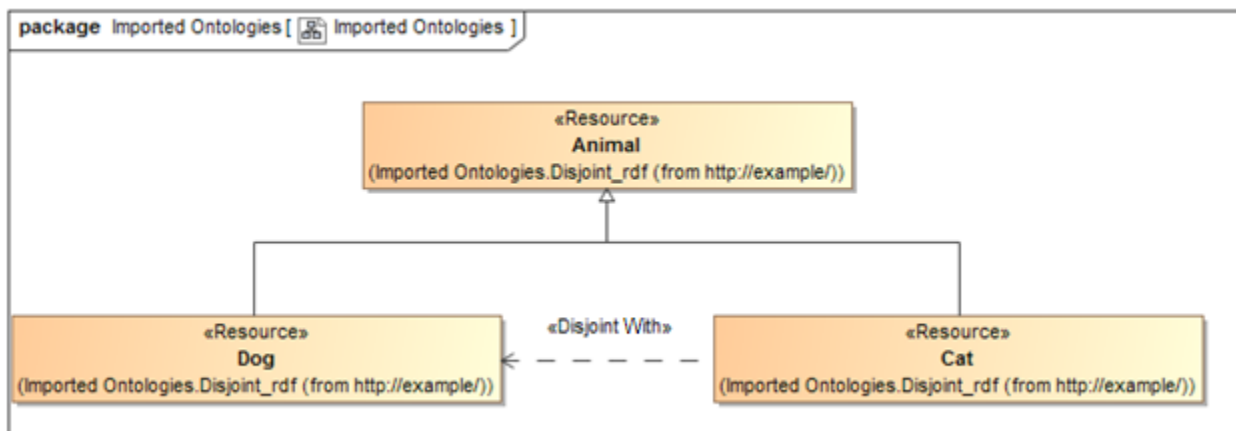 package Imported Ontologies [ Imported Ontologies ]
«Resource»
Animal
(Imported Ontologies.Disjoint_rdf (from http://example/))
«Resource»
Dog
(Imported Ontologies.Disjoint_rdf (from http://example/))
«Disjoint With»
«Resource»
Cat
(Imported Ontologies.Disjoint_rdf (from http://example/))